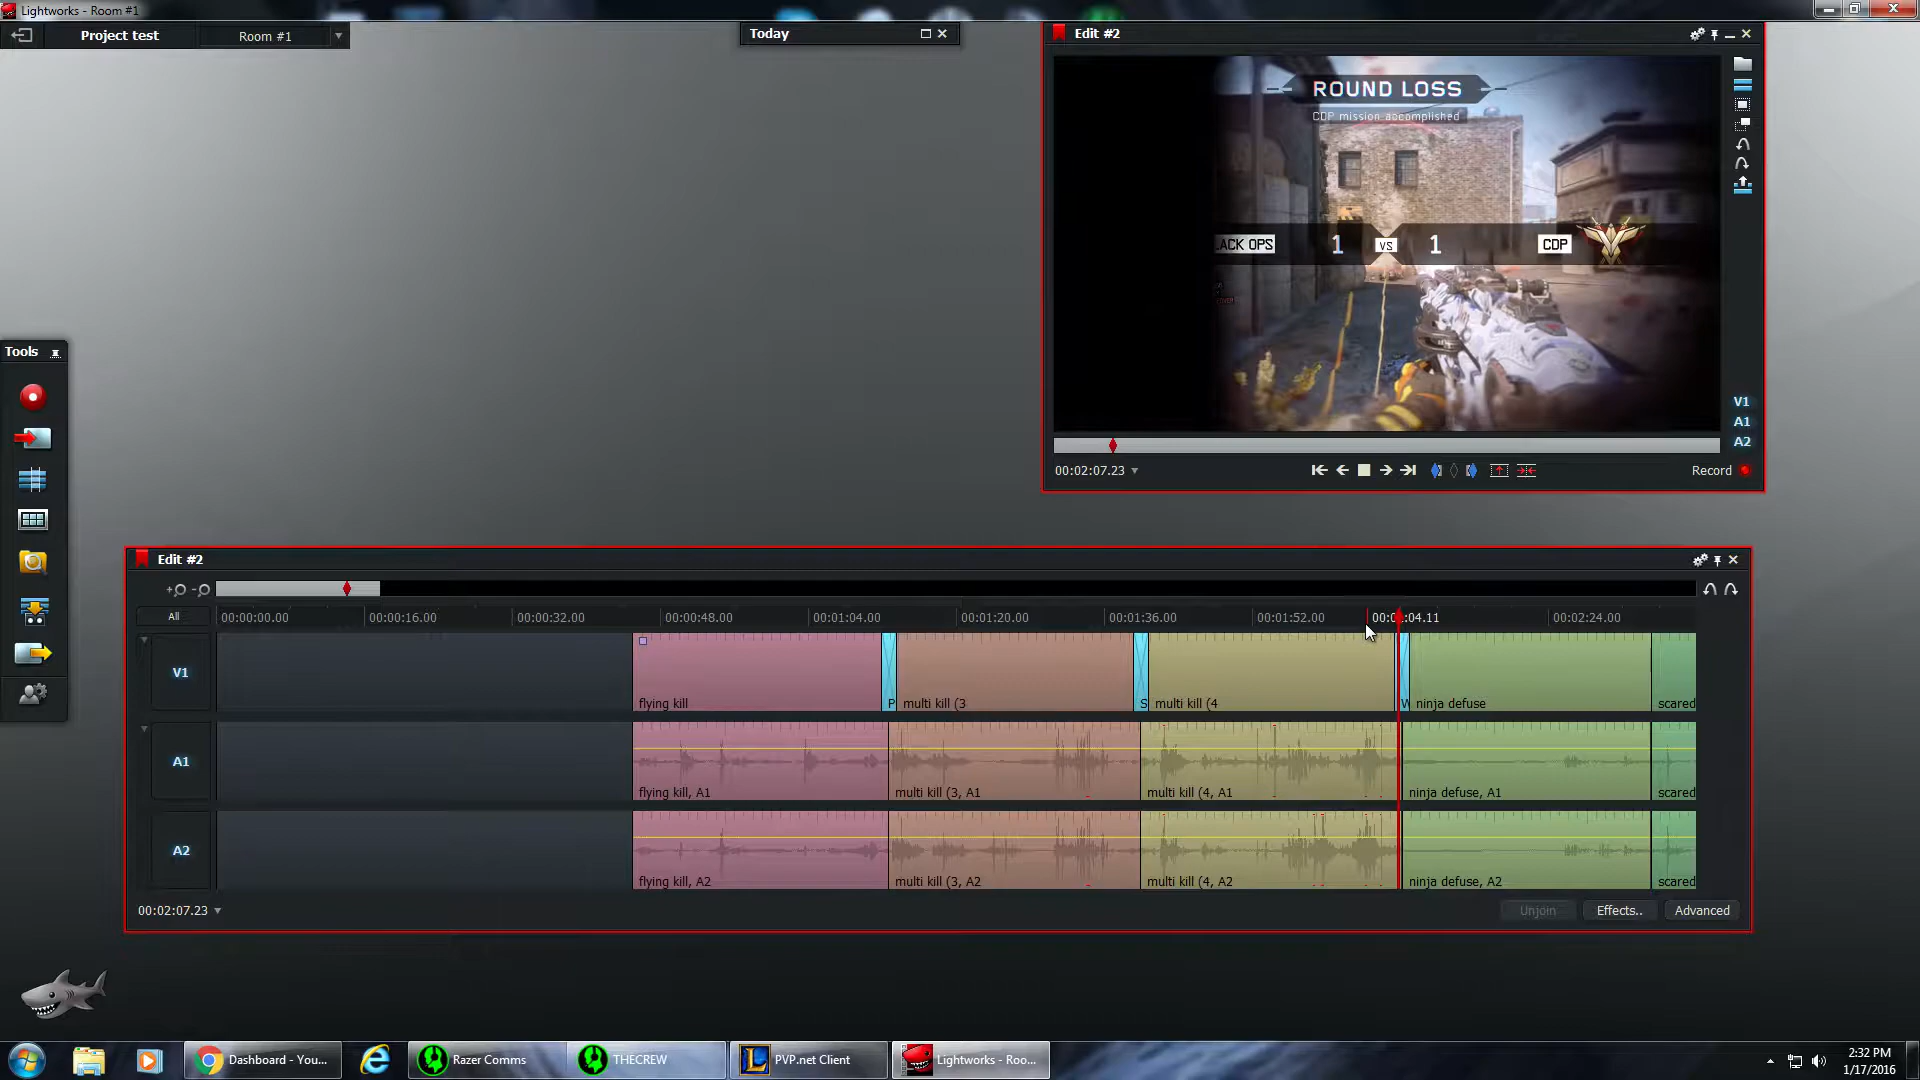 Lightworks - Room #1
Project test
Room #1
Today
Edit #2
ROUND LOSS
CDP mission accomplished
LACK OPS
1
VS
1
CDP
V1
A1
A2
00:02:07.23
Record
Tools
Edit #2
All
00:00:00.00
00:00:16.00
00:00:32.00
00:00:48.00
00:01:04.00
00:01:20.00
00:01:36.00
00:01:52.00
04.11
00:02:24.00
V1
flying kill
P
multi kill (3
S
multi kill (4
W
ninja defuse
scared
A1
flying kill, A1
multi kill (3, A1
multi kill (4, A1
ninja defuse, A1
scared
A2
flying kill, A2
multi kill (3, A2
multi kill (4, A2
ninja defuse, A2
scared
00:02:07.23
Unjoin
Effects..
Advanced
Dashboard - You...
Razer Comms
THECREW
PVP.net Client
Lightworks - Roo...
2:32 PM
1/17/2016